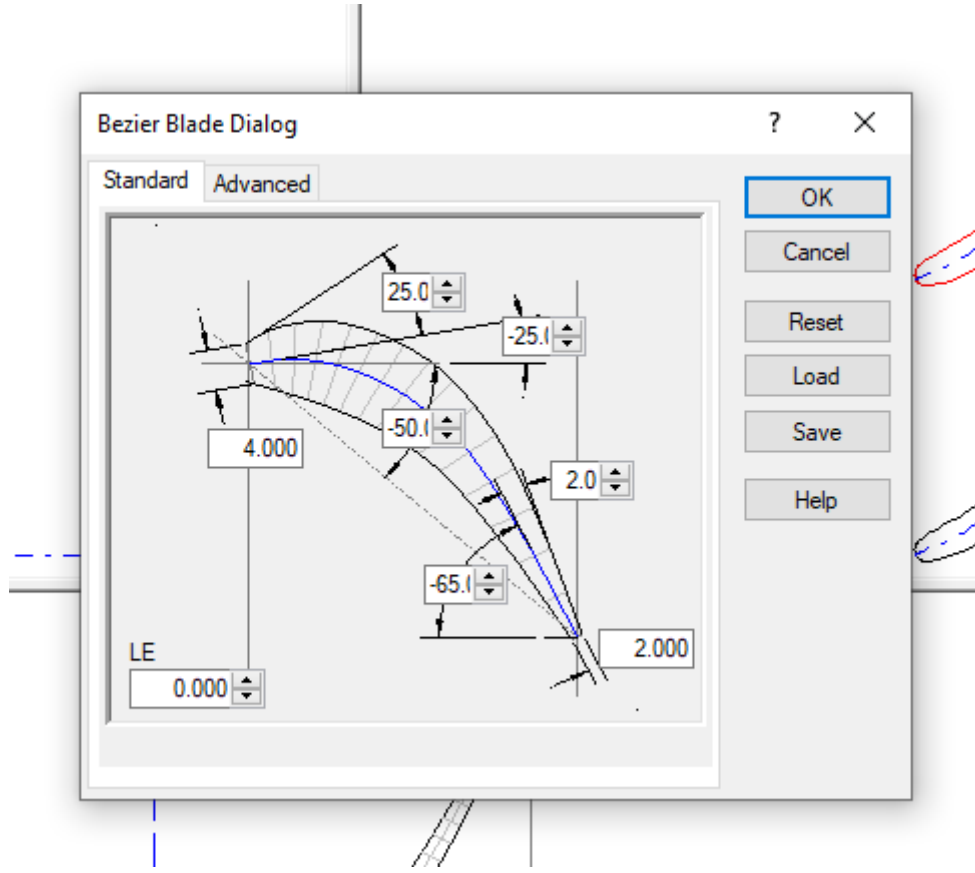 Bezier Blade Dialog
?
Standard
Advanced
OK
Cancel
Reset
Load
Save
Help
25.0
-25.(
4.000
-50.(
2.0
-65.(
2.000
LE
0.000